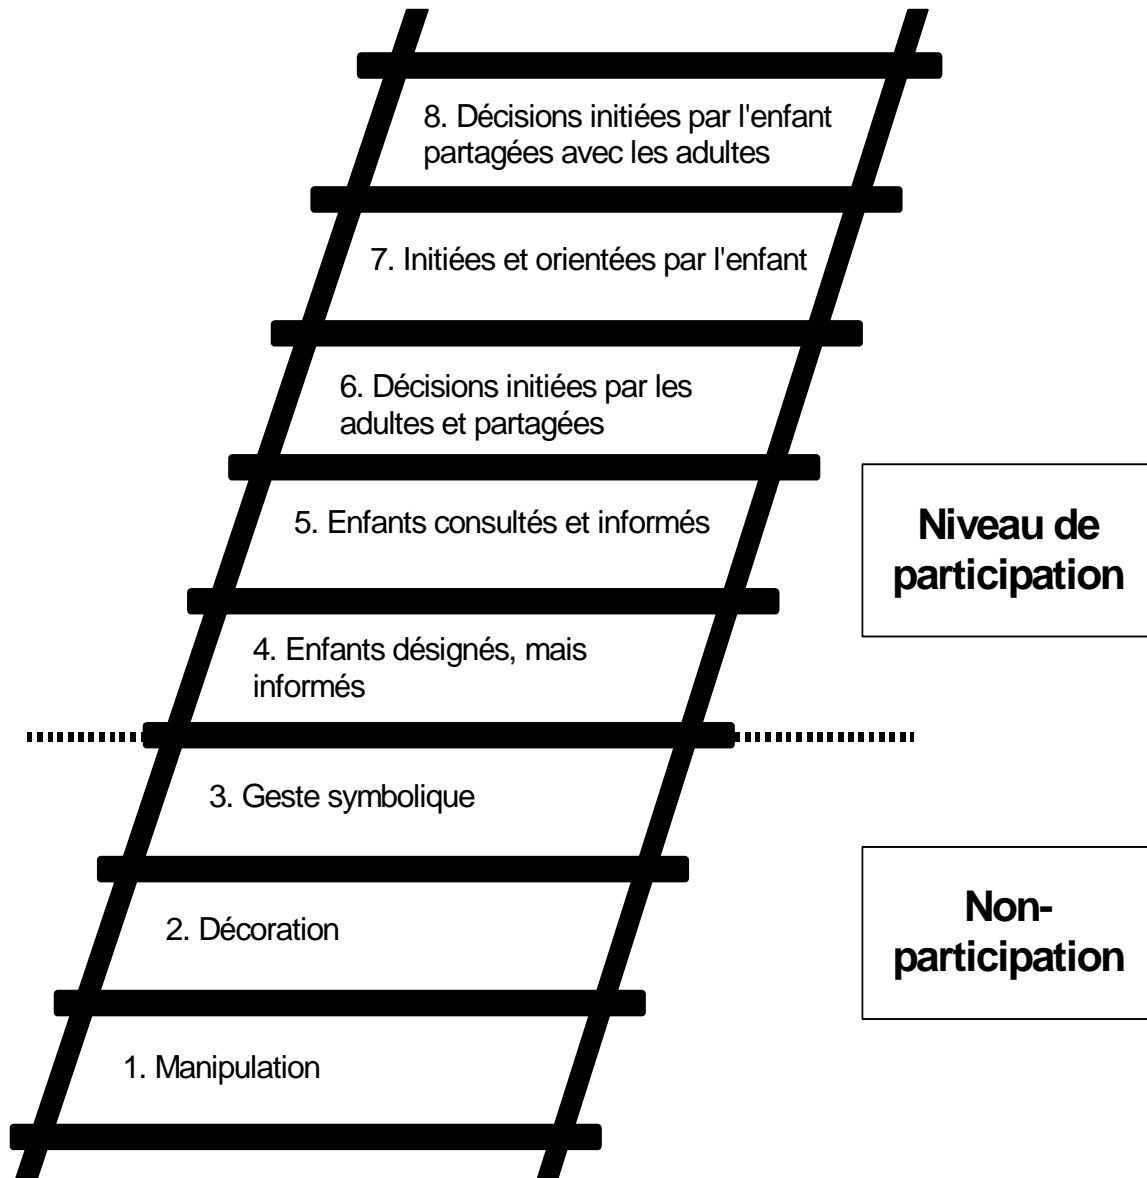 8. Décisions initiées par l'enfant
partagées avec les adultes
7. Initiées et orientées par l'enfant
6. Décisions initiées par les
adultes et partagées
5. Enfants consultés et informés
Niveau de
participation
4. Enfants désignés, mais
informés
3. Geste symbolique
2. Décoration
Non-
participation
1. Manipulation